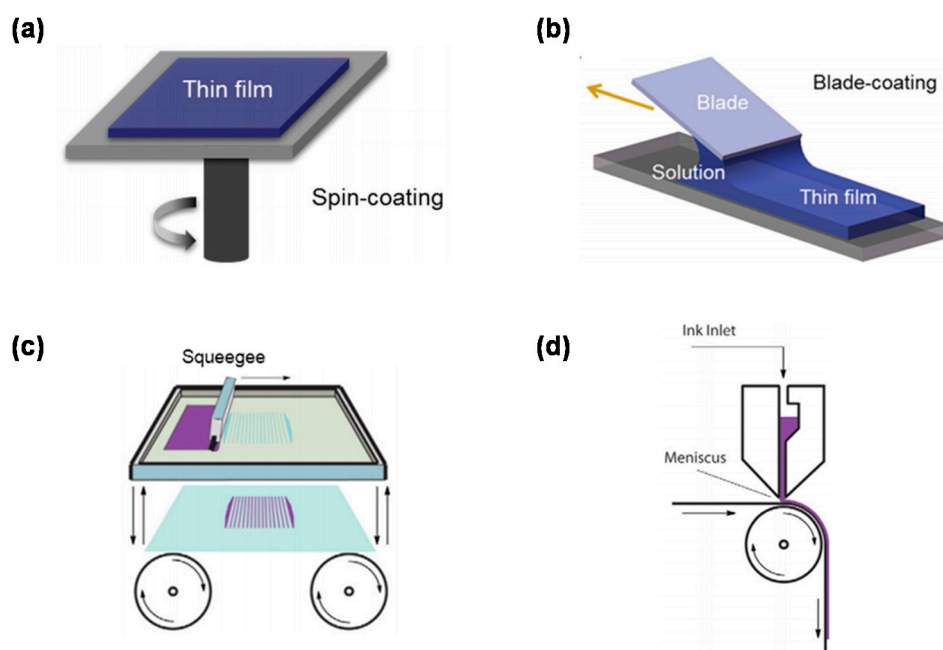 (a)
Thin film
Spin-coating
(b)
Blade-coating
Blade
Solution
Thin film
(c)
Squeegee
(d)
Ink Inlet
Meniscus